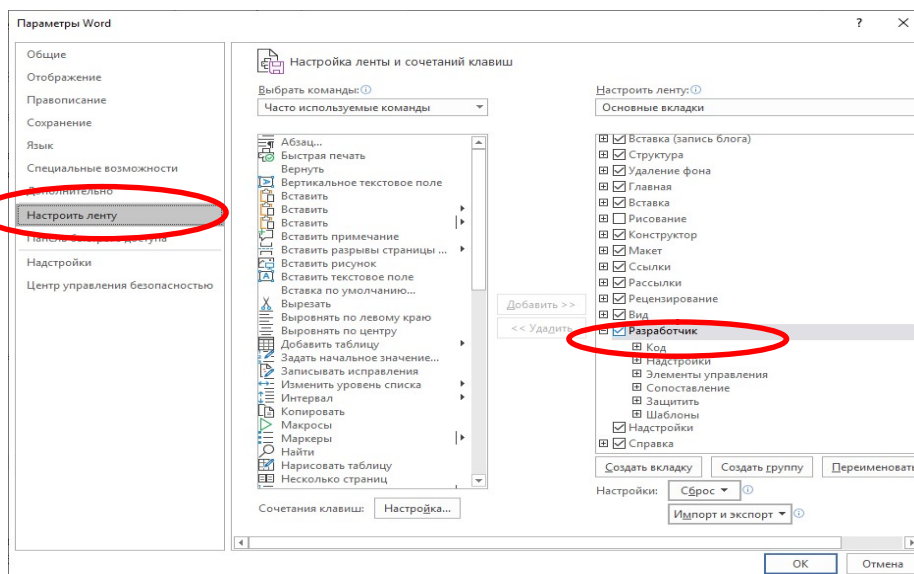 Параметры Word
?
Общие
Отображение
Правописание
Сохранение
Язык
Специальные возможности
Дополнительно
Настроить ленту
Панель быстрого доступа
Надстройки
Центр управления безопасностью
Настройка ленты и сочетаний клавиш
Выбрать команды:
Часто используемые команды
Абзац...
Быстрая печать
Вернуть
Вертикальное текстовое поле
Вставить
Вставить
Вставить
Вставить примечание
Вставить разрывы страницы ...
Вставить рисунок
Вставить текстовое поле
Вставка по умолчанию...
Вырезать
Выровнять по левому краю
Выровнять по центру
Добавить таблицу
Задать начальное значение...
Записывать исправления
Изменить уровень списка
Интервал
Копировать
Макросы
Маркеры
Найти
Нарисовать таблицу
Несколько страниц
Сочетания клавиш: Настройка...
Добавить >>
<< Удалить
Настроить ленту:
Основные вкладки
Вставка (запись блога)
Структура
Удаление фона
Главная
Вставка
Рисование
Конструктор
Макет
Ссылки
Рассылки
Рецензирование
Вид
Разработчик
Код
Надстройки
Элементы управления
Сопоставление
Защитить
Шаблоны
Надстройки
Справка
Создать вкладку Создать группу Переименовать
Настройки: Сброс
Импорт и экспорт
ОК Отмена